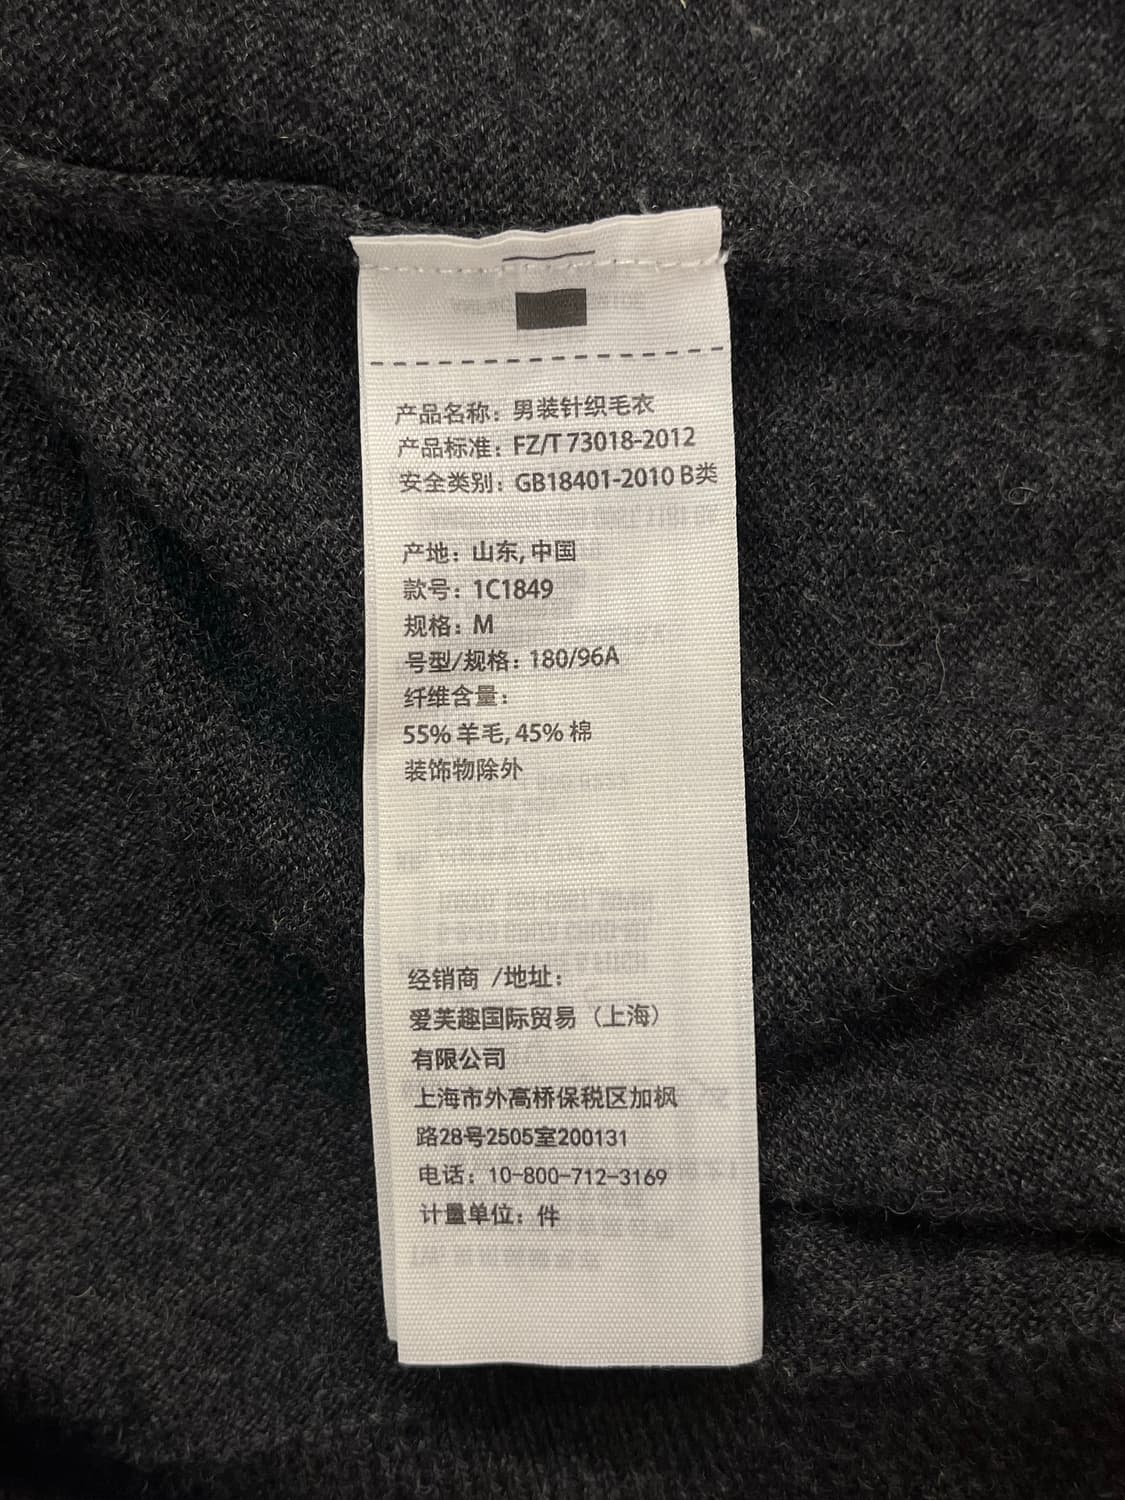 产品名称: 男装针织毛衣
产品标准: FZ/T 73018-2012
安全类别: GB18401-2010 B类
产地: 山东, 中国
款号: 1C1849
规格: M
号型/规格: 180/96A
纤维含量:
55% 羊毛, 45% 棉
装饰物除外
经销商 /地址:
爱芙趣国际贸易 (上海)
有限公司
上海市外高桥保税区加枫
路28号2505室200131
电话: 10-800-712-3169
计量单位: 件